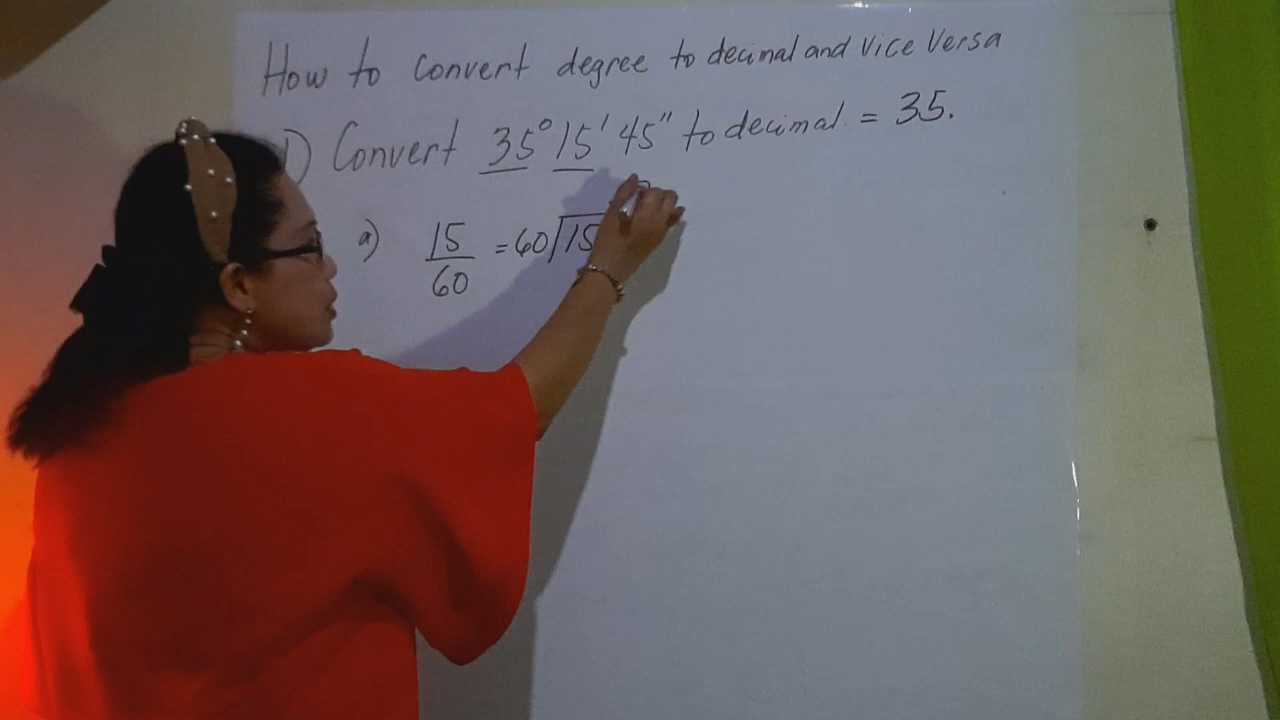 How to convert degree to decimal and Vice Versa
1) Convert 35° 15' 45" to decimal = 35.
a) 15/60 = 60√15